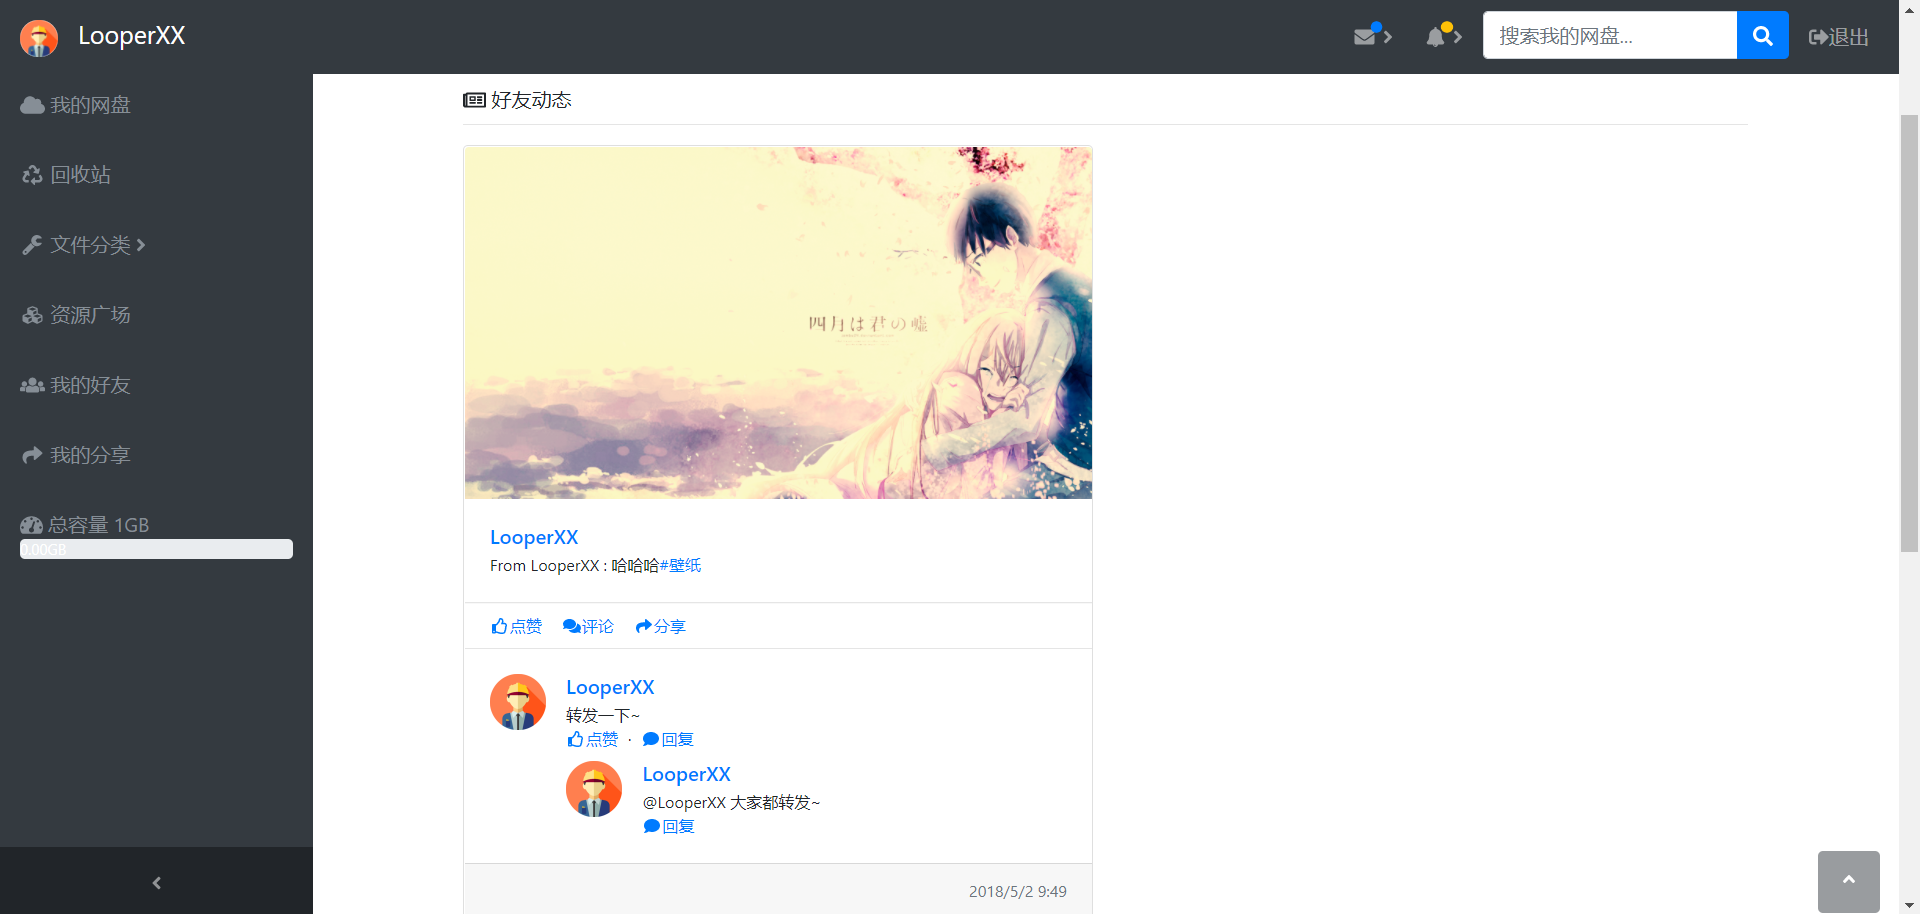 LooperXX
搜索我的网盘...
退出
我的网盘
回收站
文件分类
资源广场
我的好友
我的分享
总容量 1GB
0.00GB
好友动态
四月は君の嘘
LooperXX
From LooperXX : 哈哈哈#壁纸
点赞 评论 分享
LooperXX
转发一下~
点赞 · 回复
LooperXX
@LooperXX 大家都转发~
回复
2018/5/2 9:49